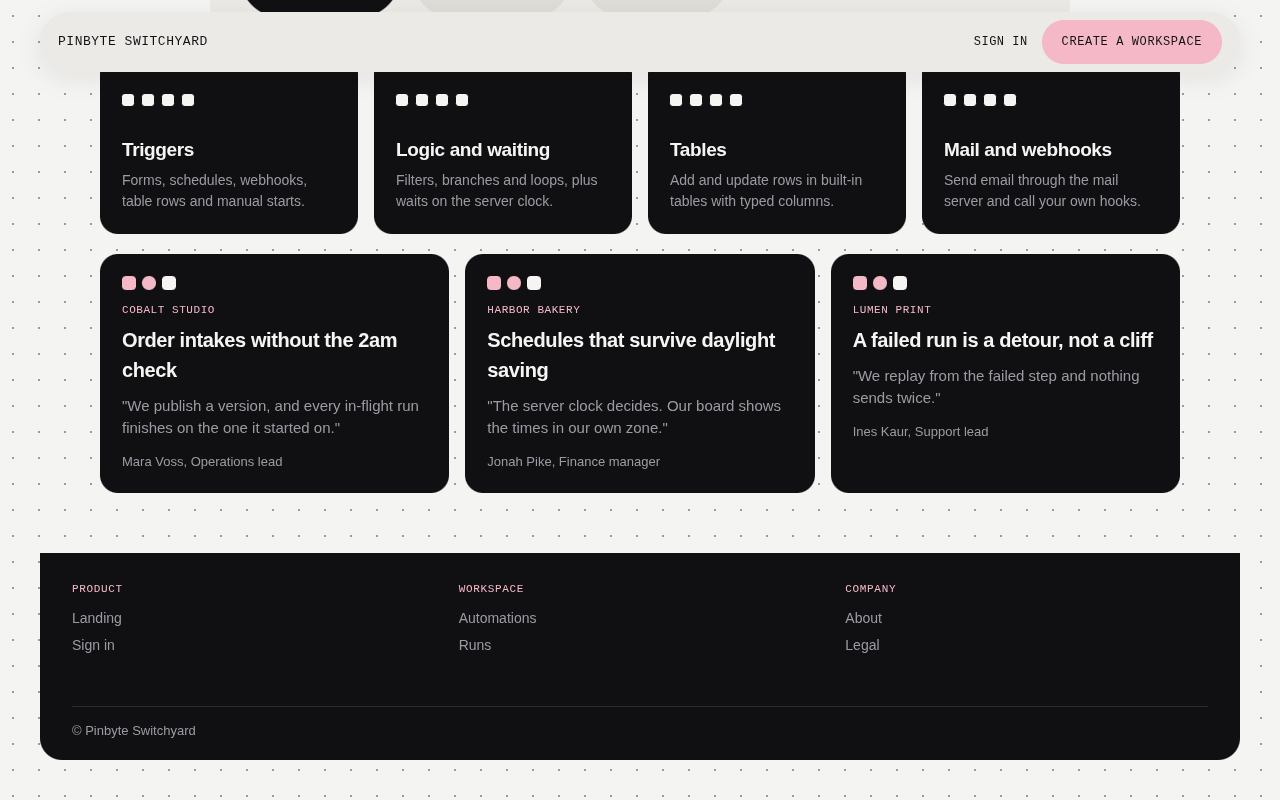 PINBYTE SWITCHYARD
SIGN IN
CREATE A WORKSPACE
Triggers
Forms, schedules, webhooks,
table rows and manual starts.
Logic and waiting
Filters, branches and loops, plus
waits on the server clock.
Tables
Add and update rows in built-in
tables with typed columns.
Mail and webhooks
Send email through the mail
server and call your own hooks.
COBALT STUDIO
Order intakes without the 2am
check
"We publish a version, and every in-flight run
finishes on the one it started on."
Mara Voss, Operations lead
HARBOR BAKERY
Schedules that survive daylight
saving
"The server clock decides. Our board shows
the times in our own zone."
Jonah Pike, Finance manager
LUMEN PRINT
A failed run is a detour, not a cliff
"We replay from the failed step and nothing
sends twice."
Ines Kaur, Support lead
PRODUCT
Landing
Sign in
WORKSPACE
Automations
Runs
COMPANY
About
Legal
© Pinbyte Switchyard